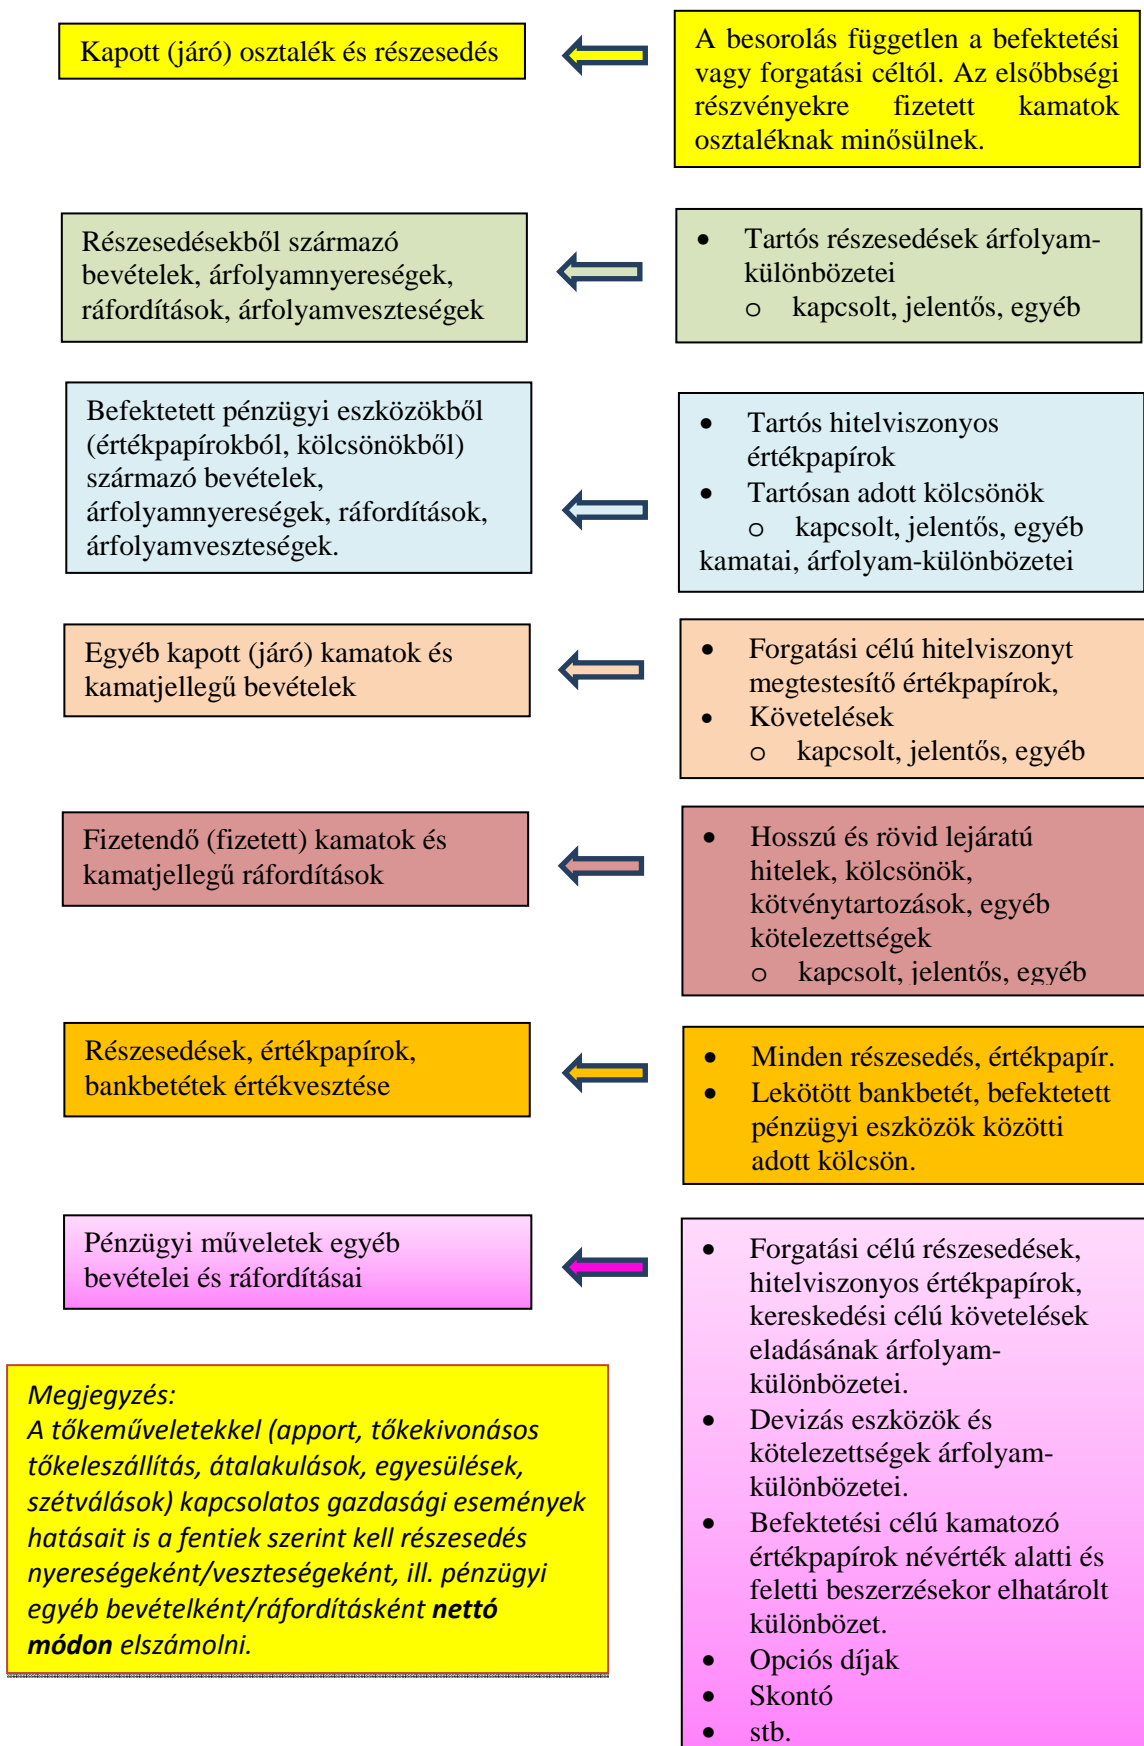 Kapott (járó) osztalék és részesedés
A besorolás független a befektetési
vagy forgatási céltól. Az elsőbbségi
részvényekre fizetett kamatok
osztaléknak minősülnek.
Részesedésekből származó
bevételek, árfolyamnyereségek,
ráfordítások, árfolyamveszteségek
• Tartós részesedések árfolyam-
különbözetei
o kapcsolt, jelentős, egyéb
Befektetett pénzügyi eszközökből
(értékpapírokból, kölcsönökből)
származó bevételek,
árfolyamnyereségek, ráfordítások,
árfolyamveszteségek.
• Tartós hitelviszonyos
értékpapírok
• Tartósan adott kölcsönök
o kapcsolt, jelentős, egyéb
kamatai, árfolyam-különbözetei
Egyéb kapott (járó) kamatok és
kamatjellegű bevételek
• Forgatási célú hitelviszonyt
megtestesítő értékpapírok,
• Követelések
o kapcsolt, jelentős, egyéb
Fizetendő (fizetett) kamatok és
kamatjellegű ráfordítások
• Hosszú és rövid lejáratú
hitelek, kölcsönök,
kötvénytartozások, egyéb
kötelezettségek
o kapcsolt, jelentős, egyéb
Részesedések, értékpapírok,
bankbetétek értékvesztése
• Minden részesedés, értékpapír.
• Lekötött bankbetét, befektetett
pénzügyi eszközök közötti
adott kölcsön.
Pénzügyi műveletek egyéb
bevételei és ráfordításai
• Forgatási célú részesedések,
hitelviszonyos értékpapírok,
kereskedési célú követelések
eladásának árfolyam-
különbözetei.
• Devizás eszközök és
kötelezettségek árfolyam-
különbözetei.
• Befektetési célú kamatozó
értékpapírok névérték alatti és
feletti beszerzésekor elhatárolt
különbözet.
• Opciós díjak
• Skontó
• stb.
Megjegyzés:
A tőkeműveletekkel (apport, tőkekivonásos
tőkeleszállítás, átalakulások, egyesülések,
szétválások) kapcsolatos gazdasági események
hatásait is a fentiek szerint kell részesedés
nyereségeként/veszteségeként, ill. pénzügyi
egyéb bevételként/ráfordításként nettó
módon elszámolni.